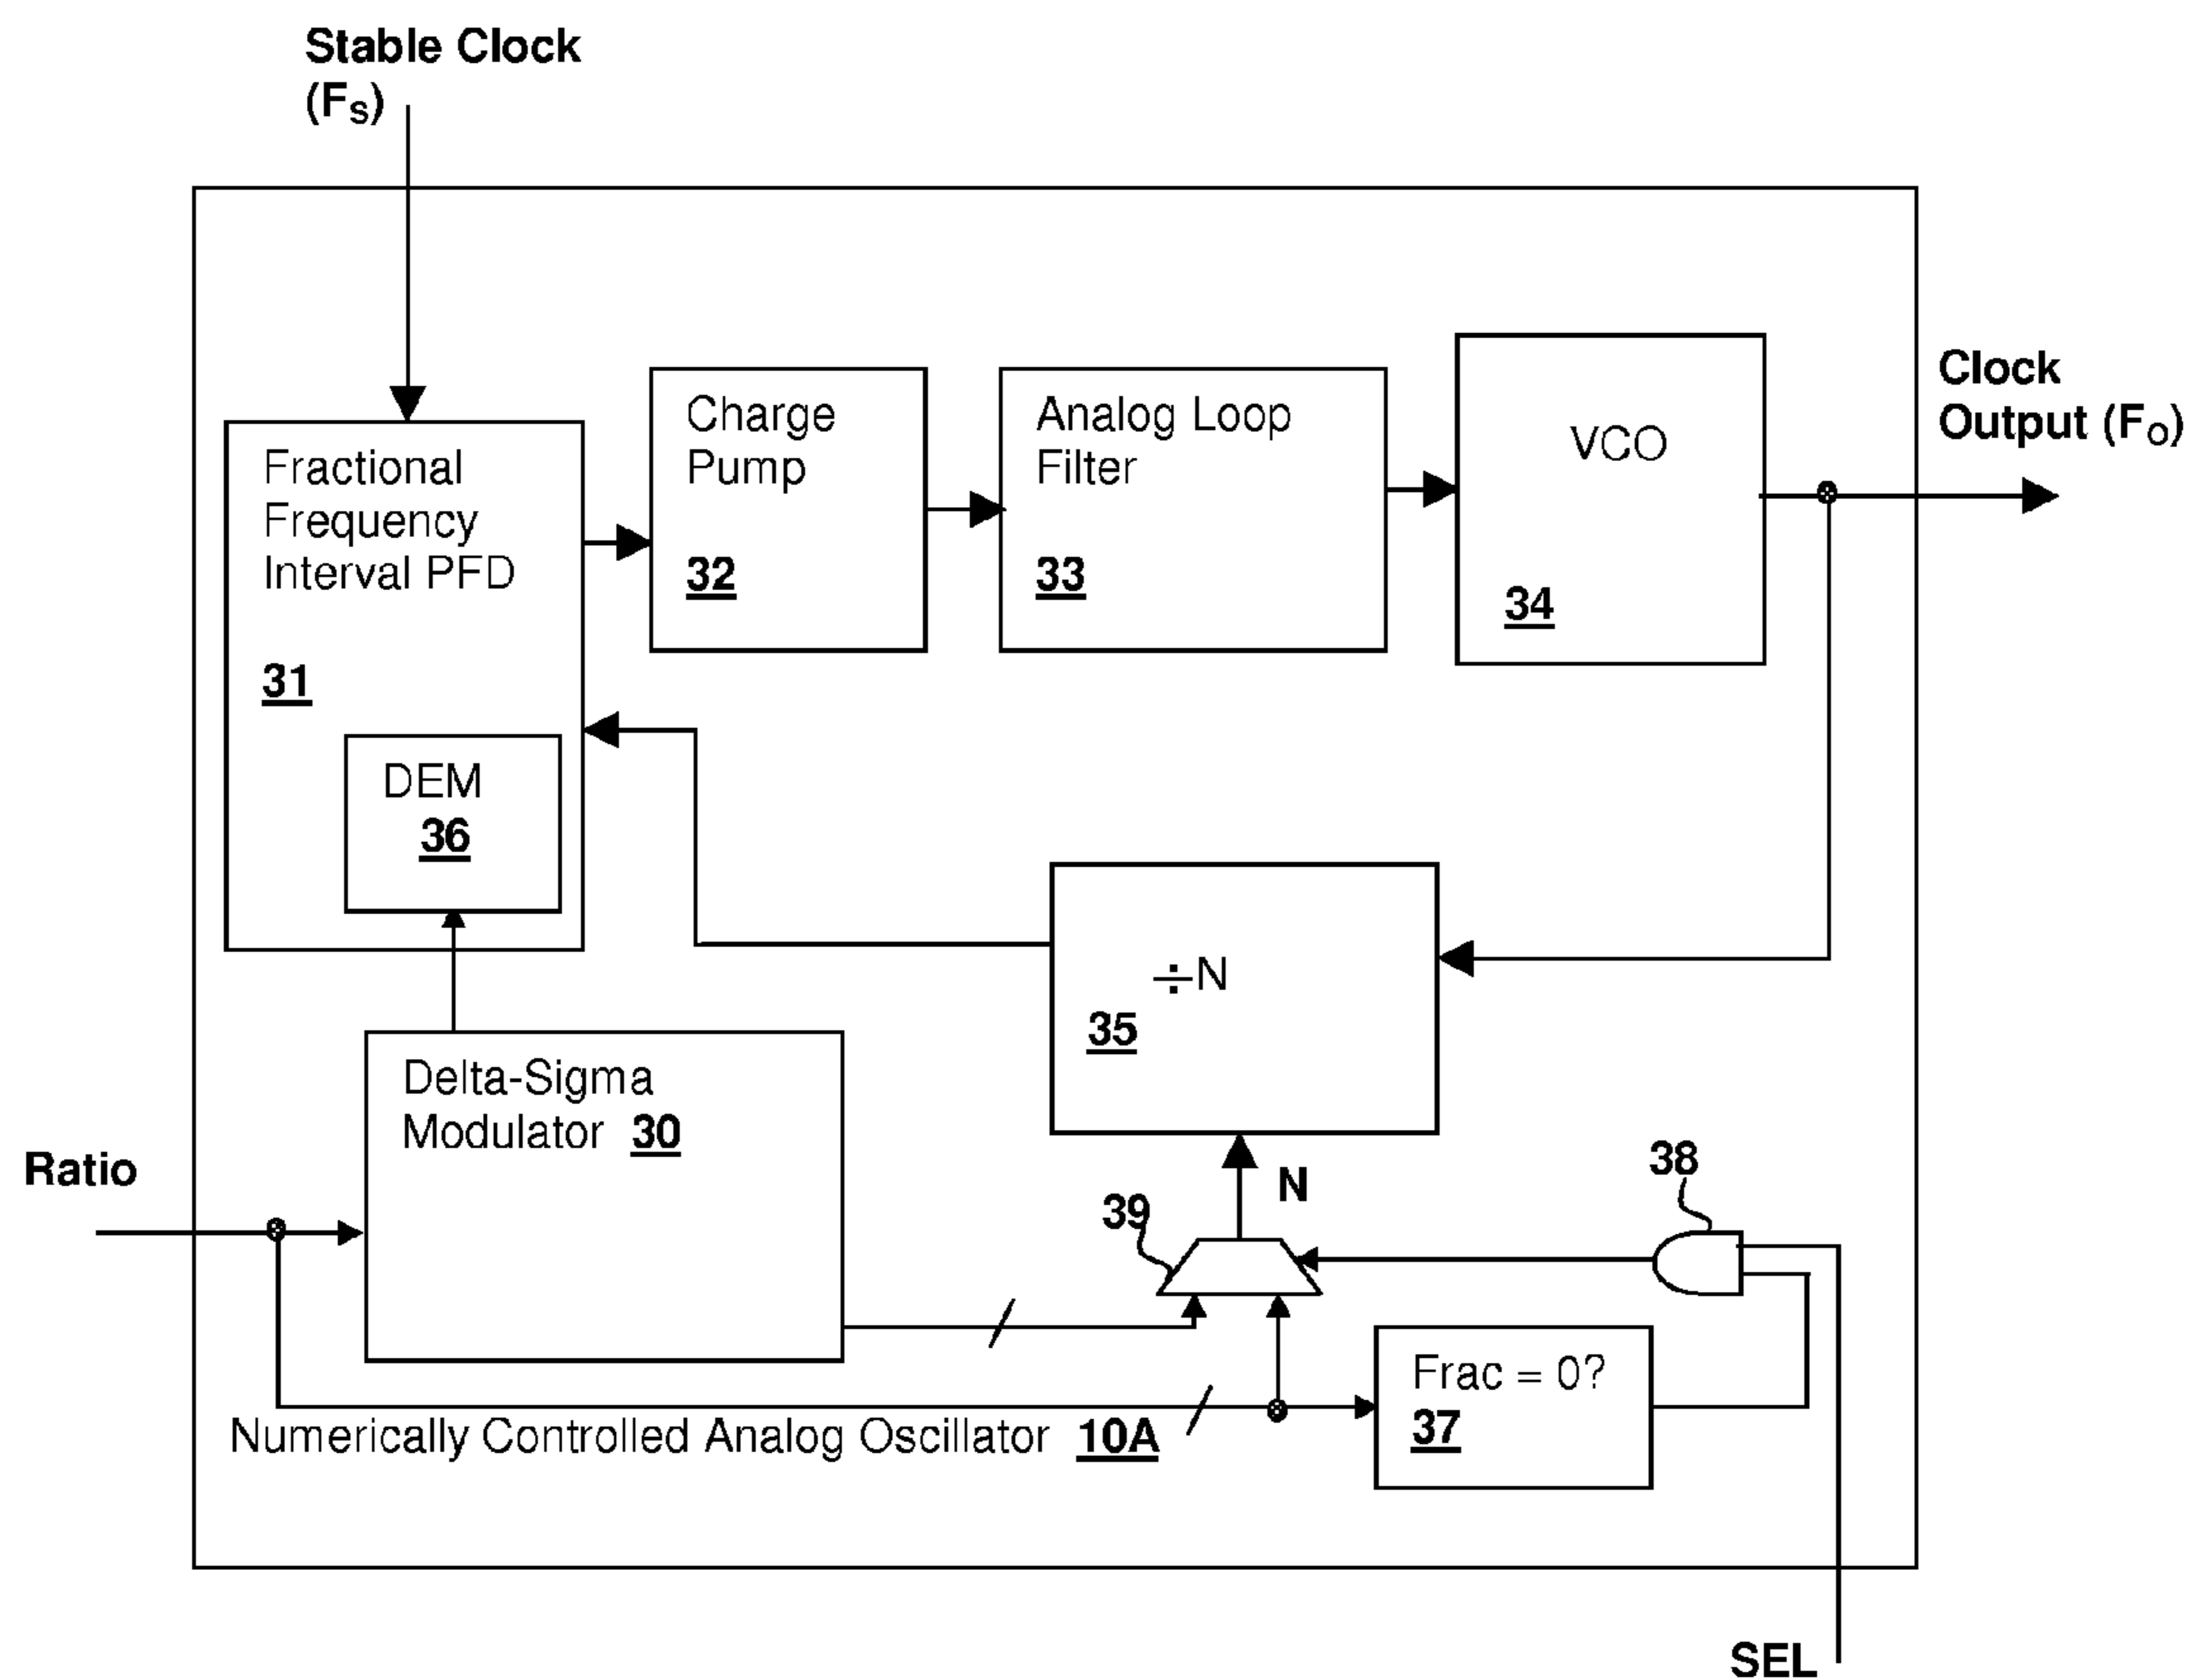 Stable Clock
(FS)
Clock
Output (FO)
Fractional
Frequency
Interval PFD
31
Charge
Pump
32
Analog Loop
Filter
33
VCO
34
DEM
36
÷N
35
Delta-Sigma
Modulator 30
Ratio
N
39
38
Frac = 0?
37
Numerically Controlled Analog Oscillator 10A
SEL